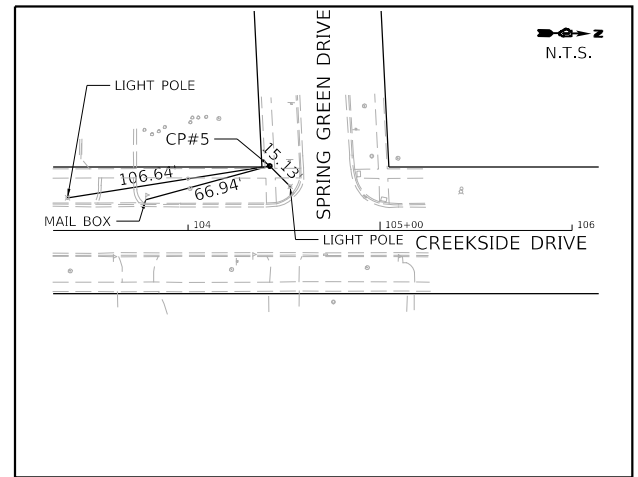 N
N.T.S.
LIGHT POLE
SPRING GREEN DRIVE
CP#5
15.13'
106.64'
66.94'
MAIL BOX
104
105+00
106
LIGHT POLE
CREEKSIDE DRIVE